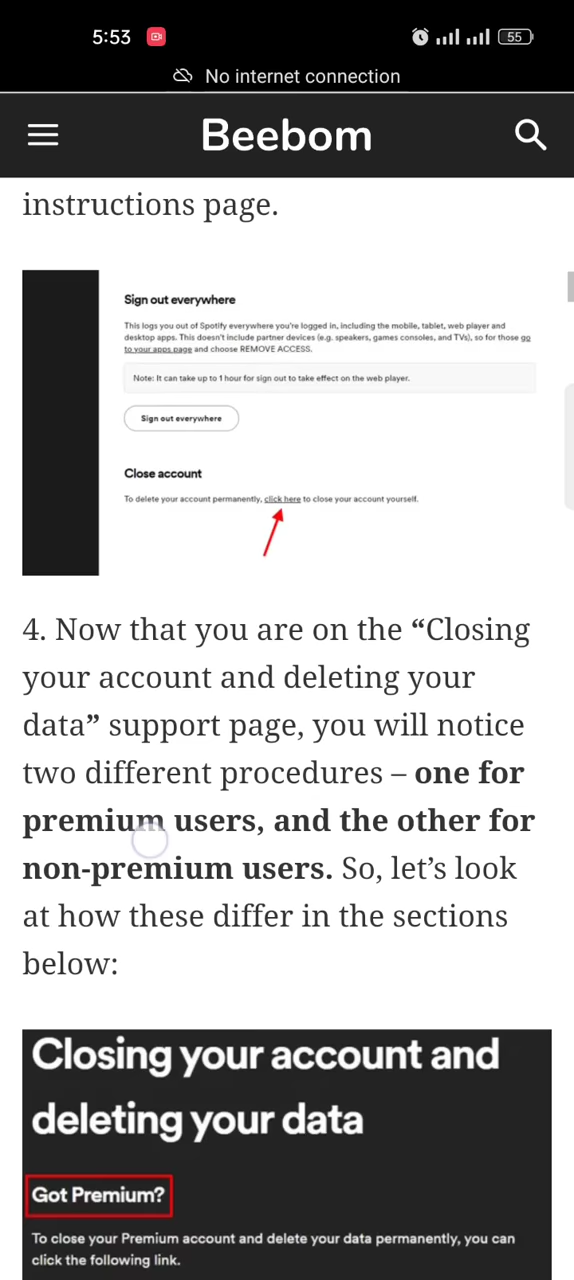 5:53
55
No internet connection
Beebom
instructions page.
Sign out everywhere
This logs you out of Spotify everywhere you're logged in, including the mobile, tablet, web player and
desktop apps. This doesn't include partner devices (e.g. speakers, games consoles, and TVs), so for those go
to your apps page and choose REMOVE ACCESS.
Note: It can take up to 1 hour for sign out to take effect on the web player.
Sign out everywhere
Close account
To delete your account permanently, click here to close your account yourself.
4. Now that you are on the “Closing
your account and deleting your
data” support page, you will notice
two different procedures – one for
premium users, and the other for
non-premium users. So, let’s look
at how these differ in the sections
below:
Closing your account and
deleting your data
Got Premium?
To close your Premium account and delete your data permanently, you can
click the following link.